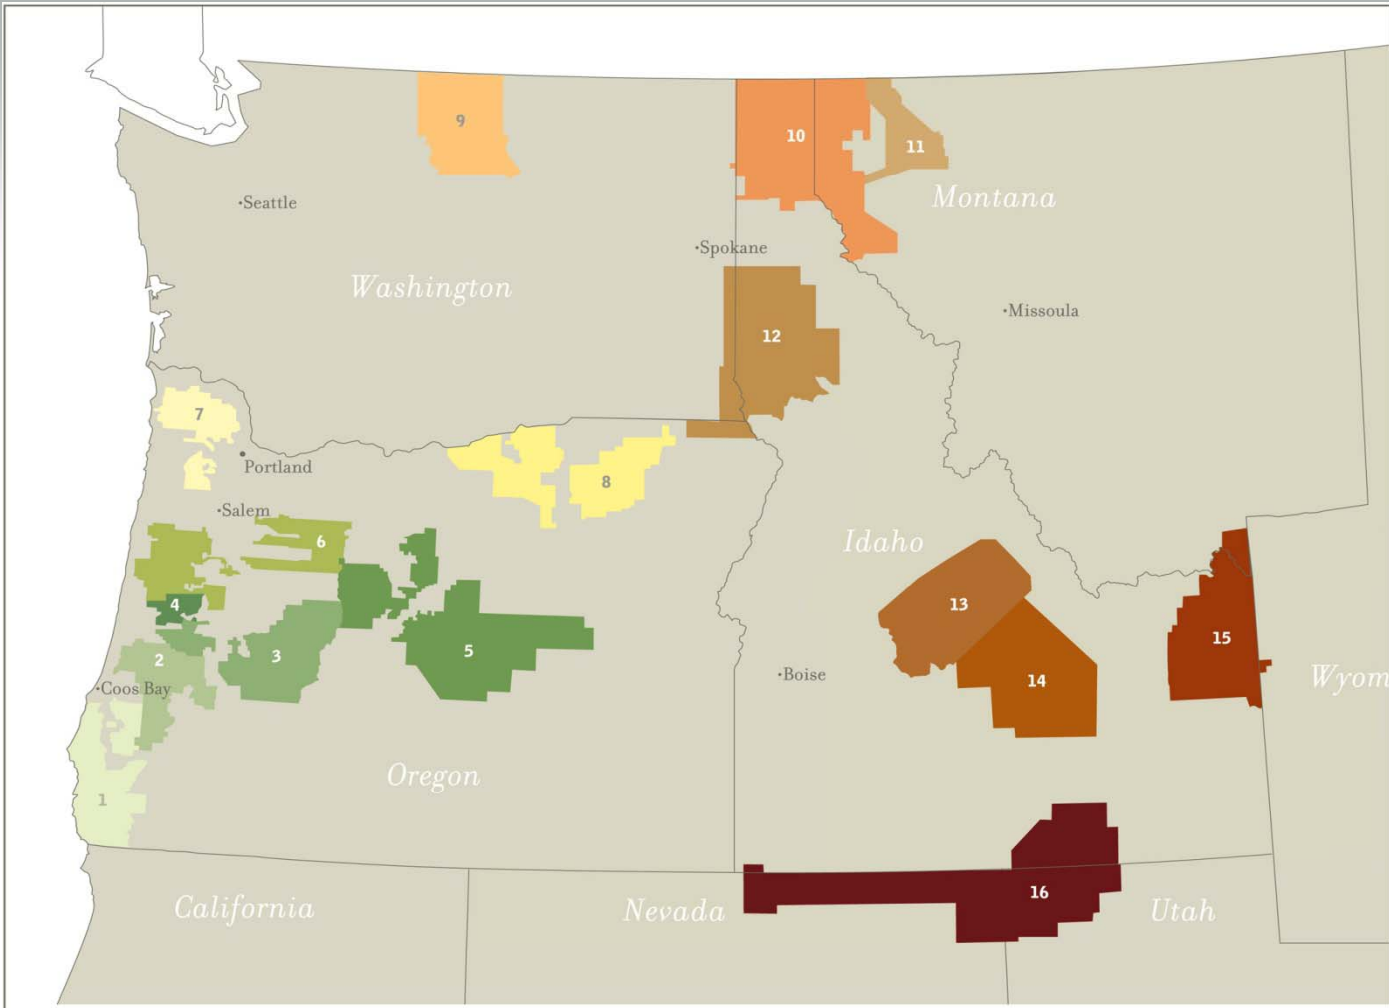 9
10
11
Montana
·Seattle
·Spokane
Washington
·Missoula
12
7
Portland
8
·Salem
6
Idaho
4
13
15
5
3
2
·Boise
Wyom
14
·Coos Bay
Oregon
1
16
California
Nevada
Utah